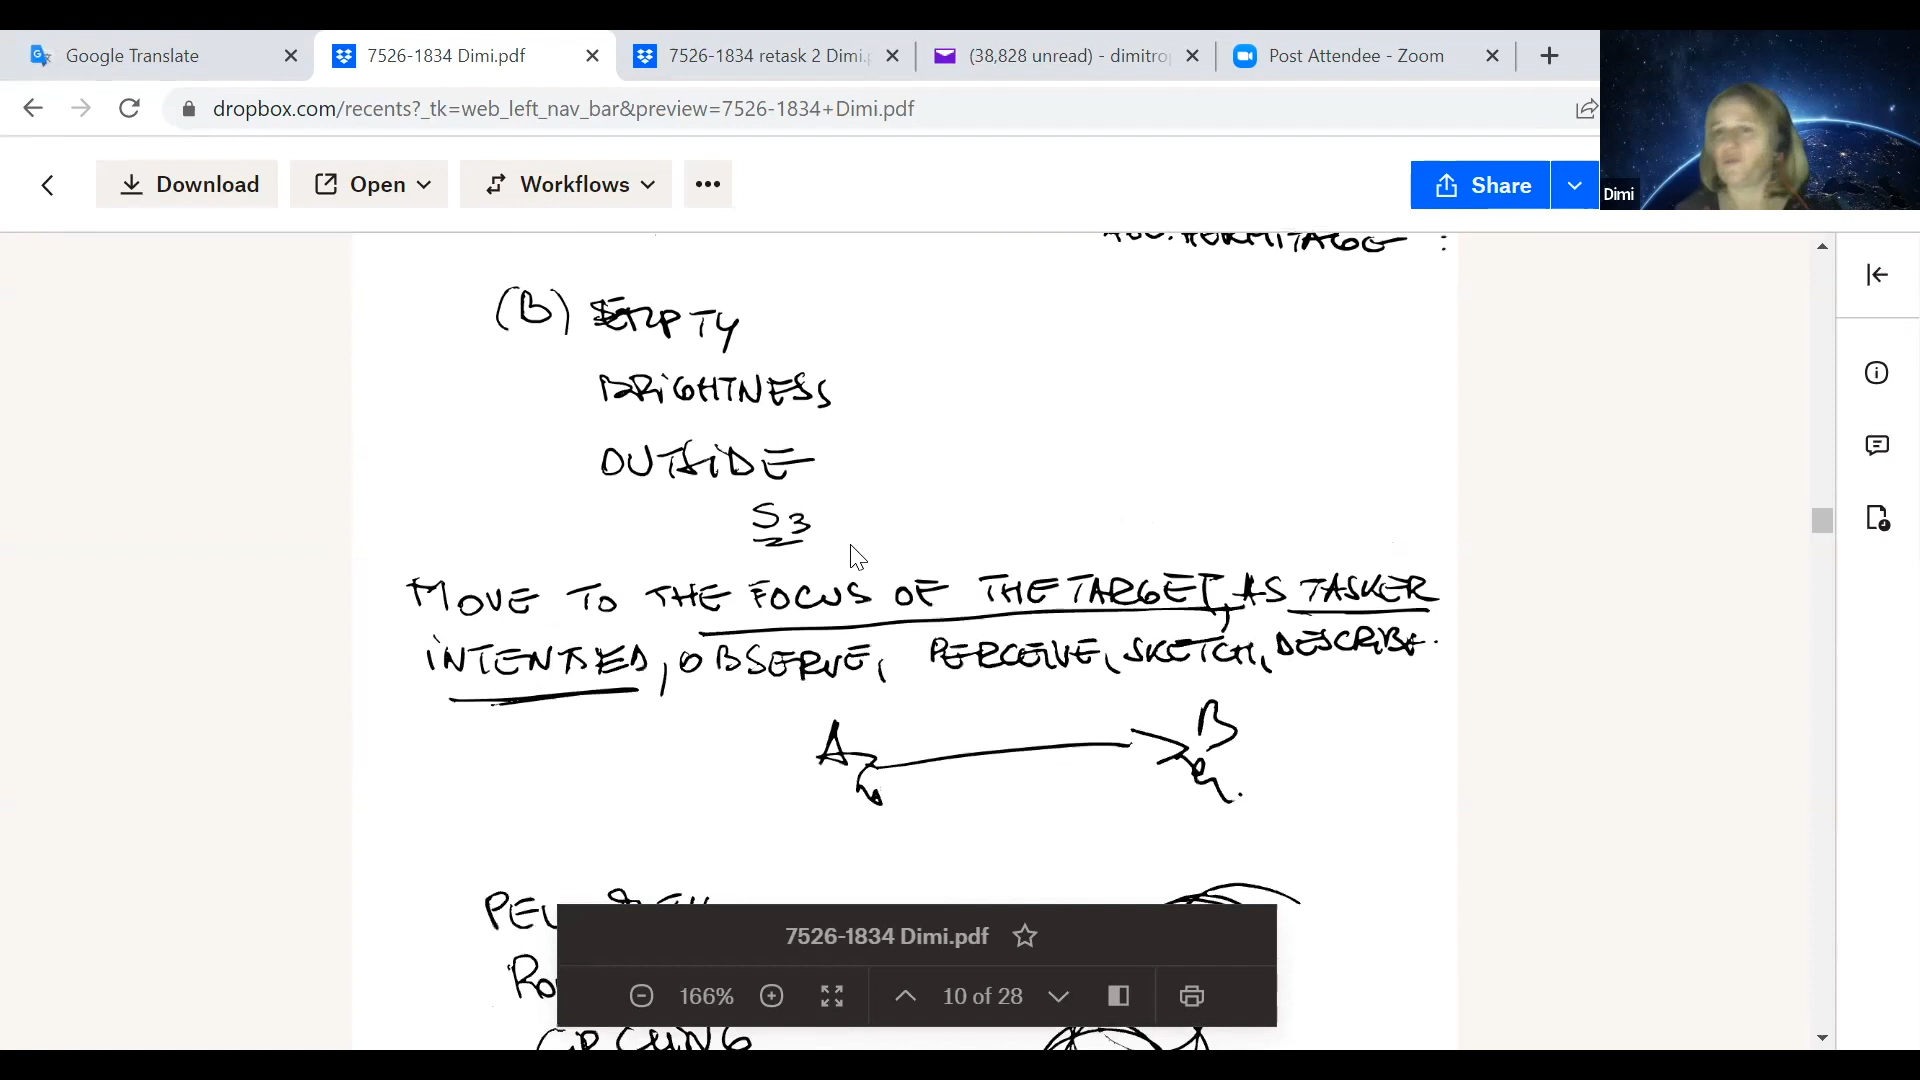 Google Translate
7526-1834 Dimi.pdf
7526-1834 retask 2 Dimi.p
(38,828 unread) - dimitro
Post Attendee - Zoom
dropbox.com/recents?_tk=web_left_nav_bar&preview=7526-1834+Dimi.pdf
Download
Open
Workflows
Share
Dimi
(B) EMPTY
BRIGHTNESS
OUTSIDE
S3
MOVE TO THE FOCUS OF THE TARGET, AS TASKER
INTENDED, OBSERVE, PERCEIVE, SKETCH, DESCRIBE.
A B
7526-1834 Dimi.pdf
166%
10 of 28